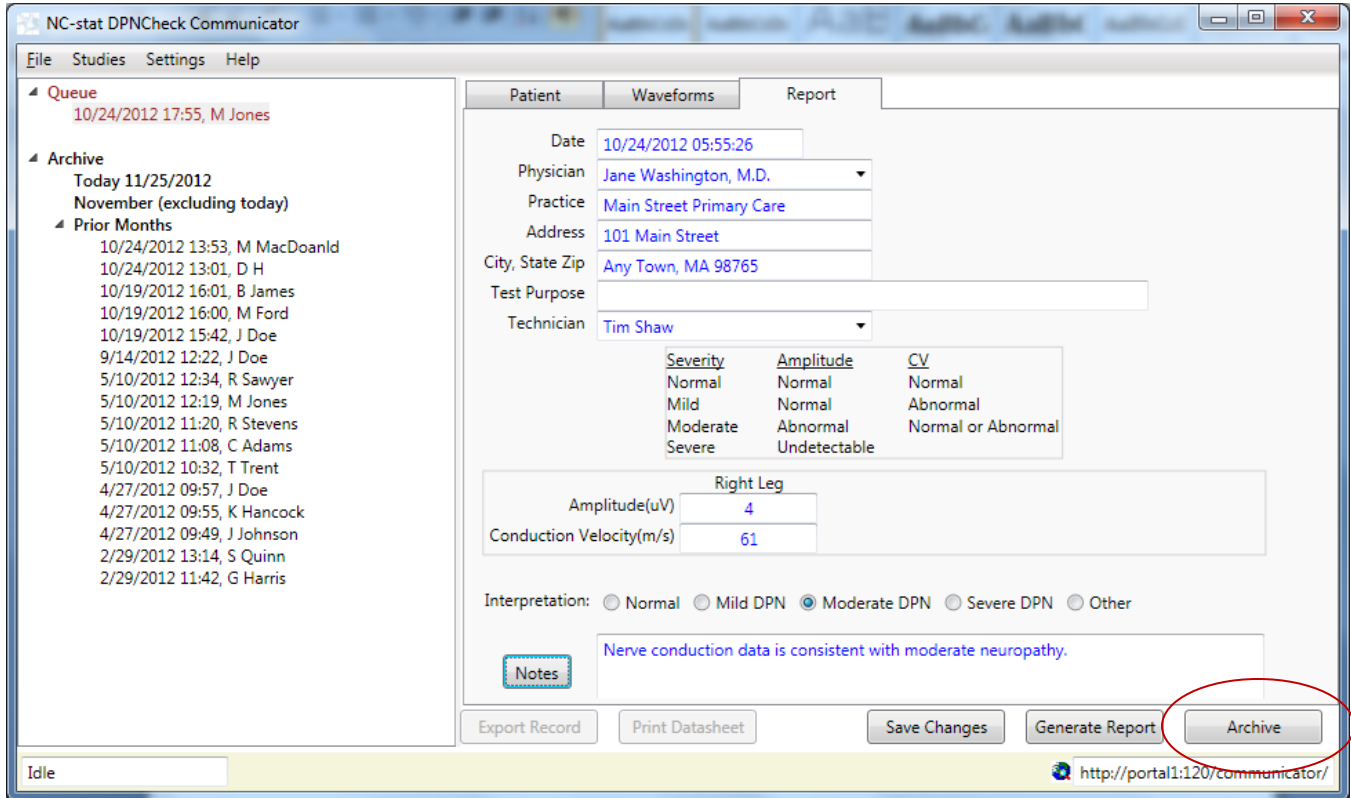 NC-stat DPNCheck Communicator
File Studies Settings Help
Queue
10/24/2012 17:55, M Jones
Archive
Today 11/25/2012
November (excluding today)
Prior Months
10/24/2012 13:53, M MacDoanld
10/24/2012 13:01, D H
10/19/2012 16:01, B James
10/19/2012 16:00, M Ford
10/19/2012 15:42, J Doe
9/14/2012 12:22, J Doe
5/10/2012 12:34, R Sawyer
5/10/2012 12:19, M Jones
5/10/2012 11:20, R Stevens
5/10/2012 11:08, C Adams
5/10/2012 10:32, T Trent
4/27/2012 09:57, J Doe
4/27/2012 09:55, K Hancock
4/27/2012 09:49, J Johnson
2/29/2012 13:14, S Quinn
2/29/2012 11:42, G Harris
Patient Waveforms Report
Date 10/24/2012 05:55:26
Physician Jane Washington, M.D.
Practice Main Street Primary Care
Address 101 Main Street
City, State Zip Any Town, MA 98765
Test Purpose
Technician Tim Shaw
Severity Amplitude CV
Normal Normal Normal
Mild Normal Abnormal
Moderate Abnormal Normal or Abnormal
Severe Undetectable
Right Leg
Amplitude(uV) 4
Conduction Velocity(m/s) 61
Interpretation: Normal Mild DPN Moderate DPN Severe DPN Other
Notes Nerve conduction data is consistent with moderate neuropathy.
Export Record Print Datasheet Save Changes Generate Report Archive
Idle http://portal1:120/communicator/